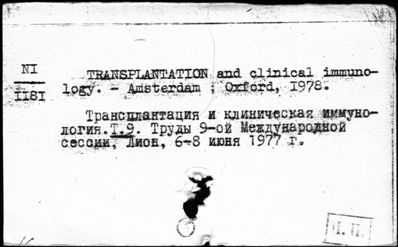 NI
1181
TRANSPLANTATION and clinical immuno-
logy. - Amsterdam ; Oxford, 1978.
Трансплантация и клиническая иммуно-
логия.Т.9. Труды 9-ой Международной
сессии. Лион, 6-8 июня 1977 г.